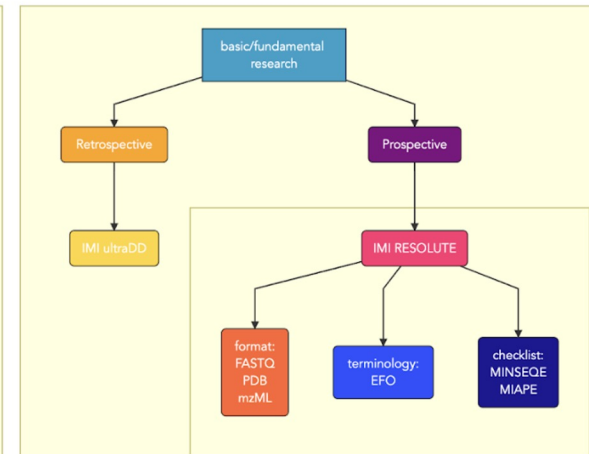 basic/fundamental
research
Retrospective
Prospective
IMI ultraDD
IMI RESOLUTE
format:
FASTQ
PDB
mzML
terminology:
EFO
checklist:
MINSEQE
MIAPE